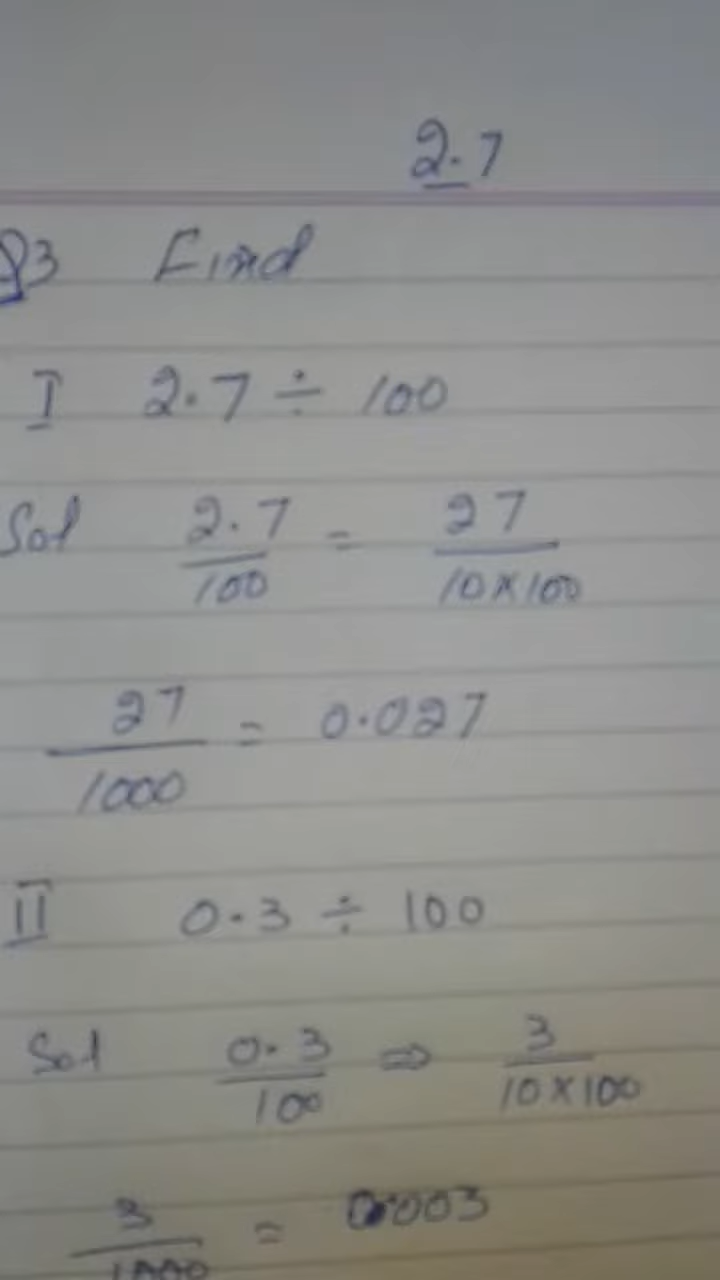 2.7
Q3 Find
I 2.7 ÷ 100
Sol 2.7/100 = 27/10×100
27/1000 = 0.027
II 0.3 ÷ 100
Sol 0.3/100 ⇒ 3/10×100
3/1000 = 0.003